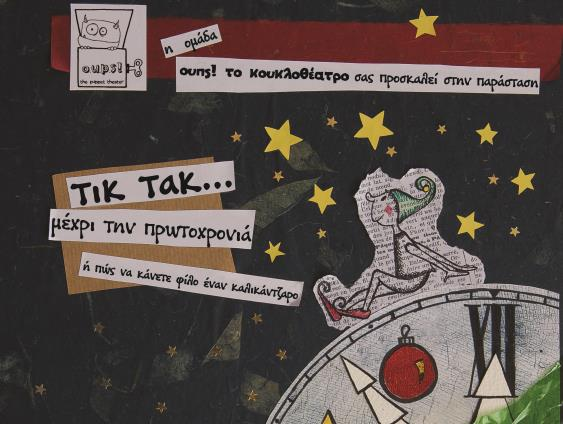 oups!
the puppet theater
η ομάδα
ουπς! το κουκλοθέατρο σας προσκαλεί στην παράσταση
τικ τακ...
μέχρι την πρωτοχρονιά
ή πώς να κάνετε φίλο έναν καλικάντζαρο
VII